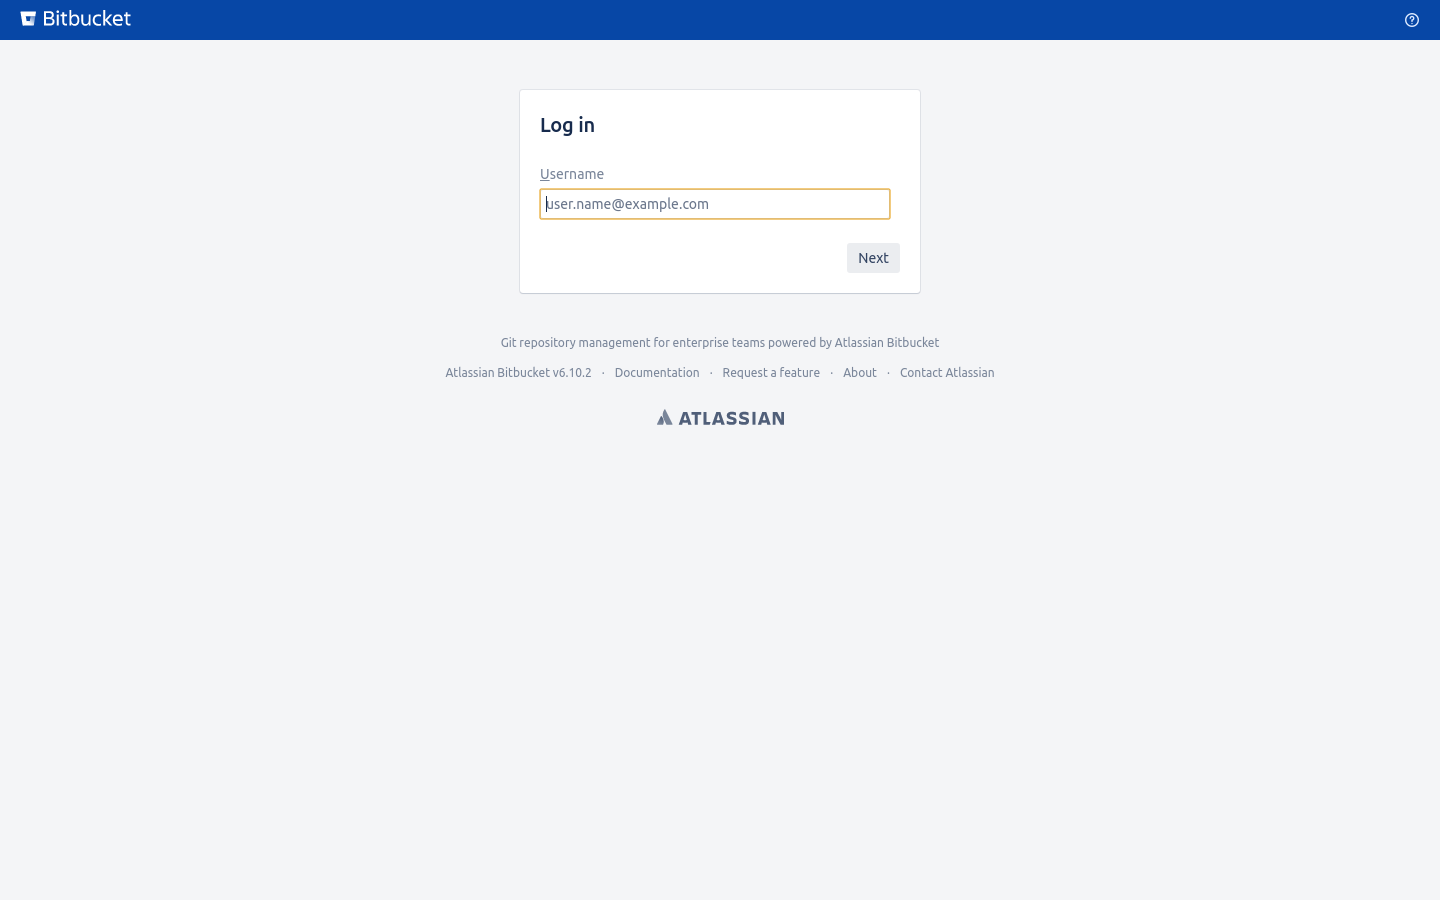 Bitbucket
Log in
Username
user.name@example.com
Next
Git repository management for enterprise teams powered by Atlassian Bitbucket
Atlassian Bitbucket v6.10.2 · Documentation · Request a feature · About · Contact Atlassian
ATLASSIAN